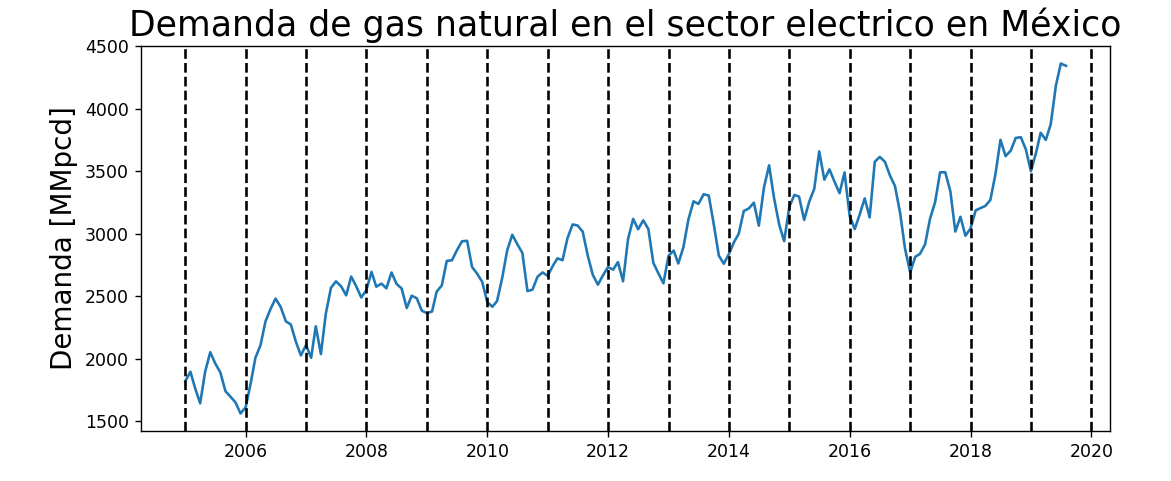 Demanda de gas natural en el sector electrico en México
Demanda [MMpcd]
4500
4000
3500
3000
2500
2000
1500
2006 2008 2010 2012 2014 2016 2018 2020